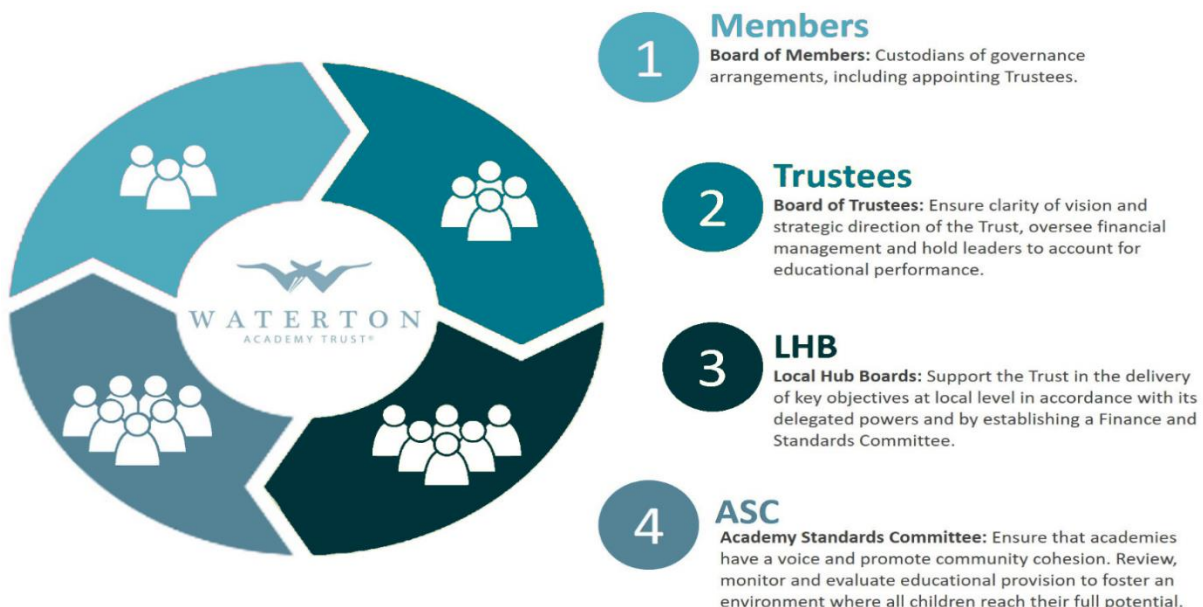 WATERTON
ACADEMY TRUST®
1
Members
Board of Members: Custodians of governance
arrangements, including appointing Trustees.
2
Trustees
Board of Trustees: Ensure clarity of vision and
strategic direction of the Trust, oversee financial
management and hold leaders to account for
educational performance.
3
LHB
Local Hub Boards: Support the Trust in the delivery
of key objectives at local level in accordance with its
delegated powers and by establishing a Finance and
Standards Committee.
4
ASC
Academy Standards Committee: Ensure that academies
have a voice and promote community cohesion. Review,
monitor and evaluate educational provision to foster an
environment where all children reach their full potential.